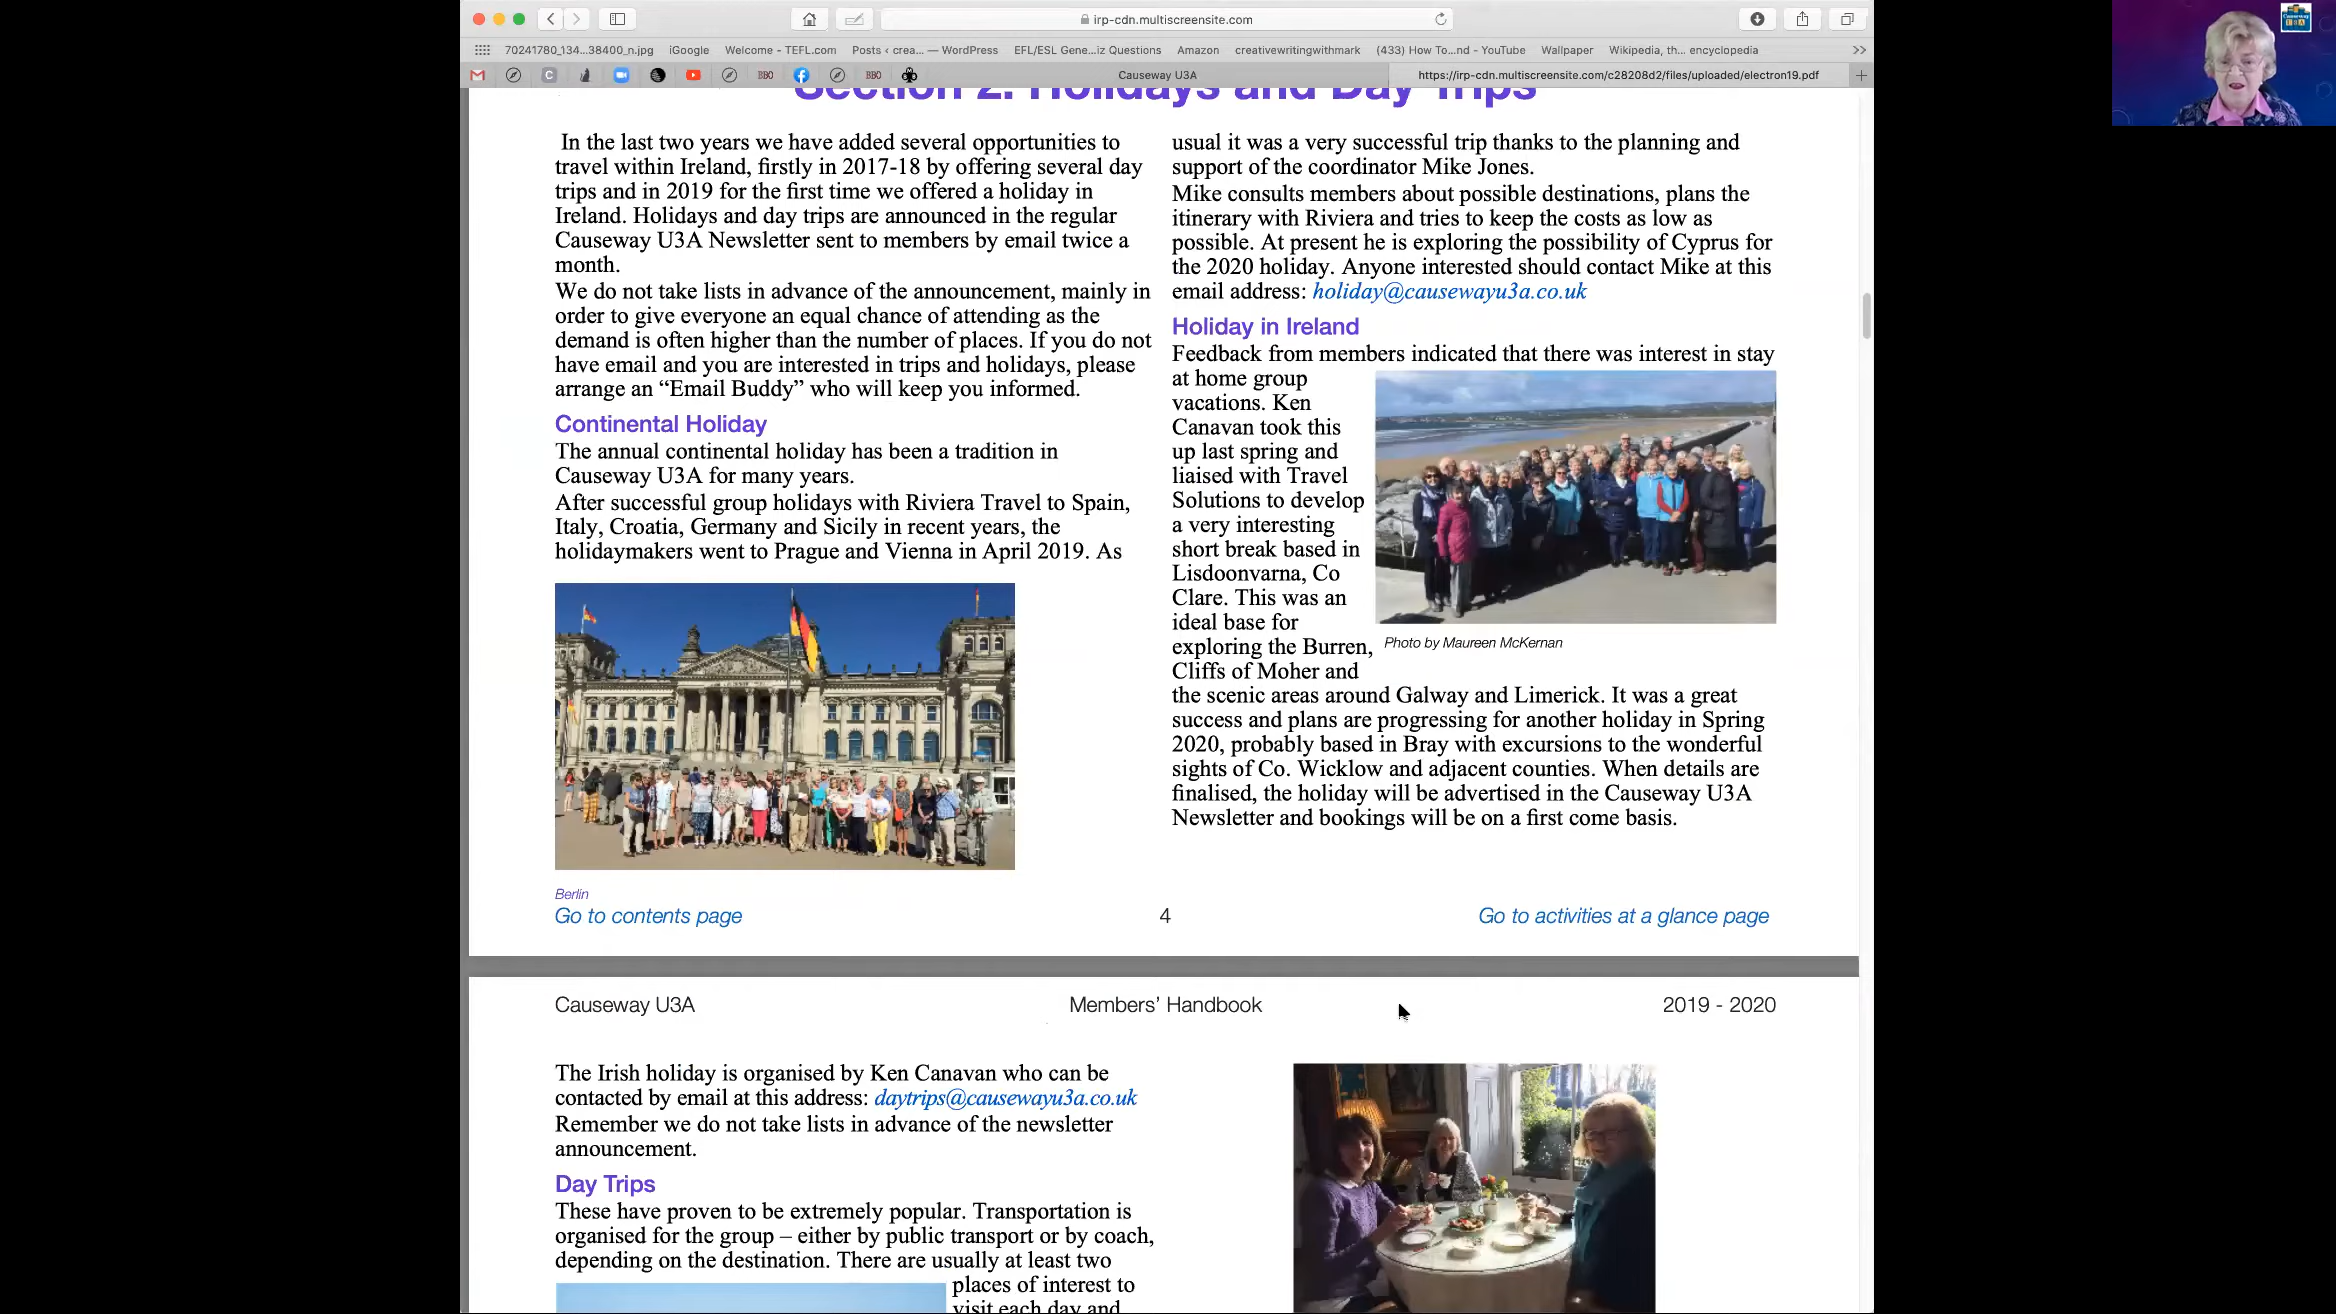 irp-cdn.multiscreensite.com
70241780_134...38400_n.jpg iGoogle Welcome - TEFL.com Posts ‹ crea... — WordPress EFL/ESL Gene...iz Questions Amazon creativewritingwithmark (433) How To...nd - YouTube Wallpaper Wikipedia, th... encyclopedia
BBO BBO Causeway U3A https://irp-cdn.multiscreensite.com/c28208d2/files/uploaded/electron19.pdf
Section 2. Holidays and Day Trips
In the last two years we have added several opportunities to
travel within Ireland, firstly in 2017-18 by offering several day
trips and in 2019 for the first time we offered a holiday in
Ireland. Holidays and day trips are announced in the regular
Causeway U3A Newsletter sent to members by email twice a
month.
We do not take lists in advance of the announcement, mainly in
order to give everyone an equal chance of attending as the
demand is often higher than the number of places. If you do not
have email and you are interested in trips and holidays, please
arrange an “Email Buddy” who will keep you informed.
Continental Holiday
The annual continental holiday has been a tradition in
Causeway U3A for many years.
After successful group holidays with Riviera Travel to Spain,
Italy, Croatia, Germany and Sicily in recent years, the
holidaymakers went to Prague and Vienna in April 2019. As
Berlin
usual it was a very successful trip thanks to the planning and
support of the coordinator Mike Jones.
Mike consults members about possible destinations, plans the
itinerary with Riviera and tries to keep the costs as low as
possible. At present he is exploring the possibility of Cyprus for
the 2020 holiday. Anyone interested should contact Mike at this
email address: holiday@causewayu3a.co.uk
Holiday in Ireland
Feedback from members indicated that there was interest in stay
at home group
vacations. Ken
Canavan took this
up last spring and
liaised with Travel
Solutions to develop
a very interesting
short break based in
Lisdoonvarna, Co
Clare. This was an
ideal base for
exploring the Burren,
Cliffs of Moher and
Photo by Maureen McKernan
the scenic areas around Galway and Limerick. It was a great
success and plans are progressing for another holiday in Spring
2020, probably based in Bray with excursions to the wonderful
sights of Co. Wicklow and adjacent counties. When details are
finalised, the holiday will be advertised in the Causeway U3A
Newsletter and bookings will be on a first come basis.
Go to contents page 4 Go to activities at a glance page
Causeway U3A Members’ Handbook 2019 - 2020
The Irish holiday is organised by Ken Canavan who can be
contacted by email at this address: daytrips@causewayu3a.co.uk
Remember we do not take lists in advance of the newsletter
announcement.
Day Trips
These have proven to be extremely popular. Transportation is
organised for the group – either by public transport or by coach,
depending on the destination. There are usually at least two
places of interest to
visit each day and